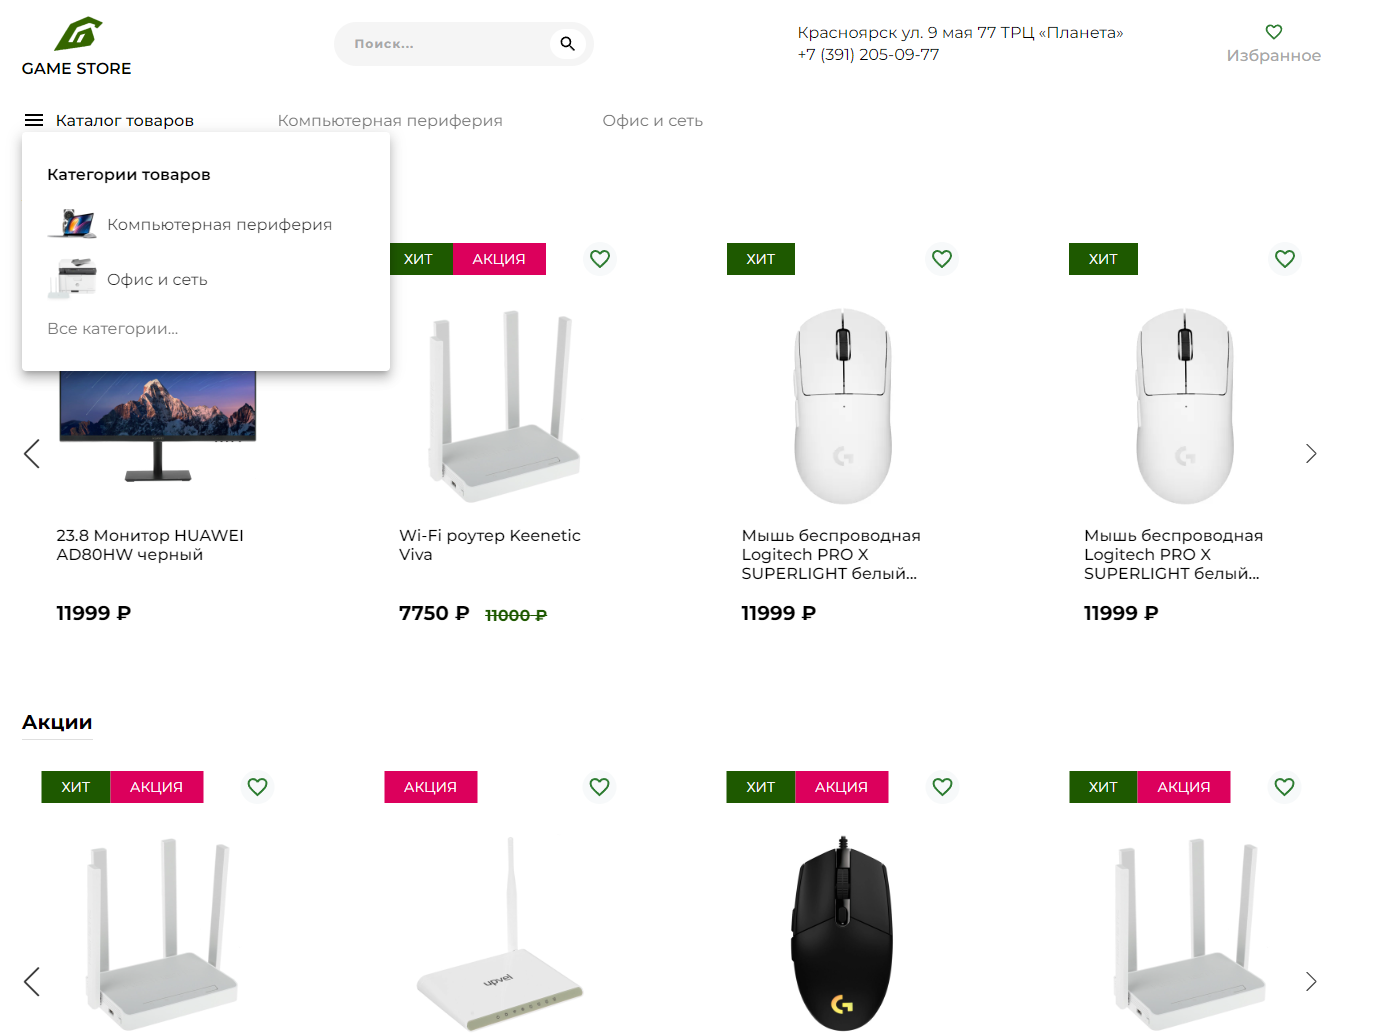 GAME STORE
Поиск...
Красноярск ул. 9 мая 77 ТРЦ «Планета»
+7 (391) 205-09-77
Избранное
Каталог товаров
Компьютерная периферия
Офис и сеть
Категории товаров
Компьютерная периферия
Офис и сеть
Все категории...
ХИТ
АКЦИЯ
ХИТ
ХИТ
23.8 Монитор HUAWEI
AD80HW черный
11999 ₽
Wi-Fi роутер Keenetic
Viva
7750 ₽ 11000 ₽
Мышь беспроводная
Logitech PRO X
SUPERLIGHT белый...
11999 ₽
Мышь беспроводная
Logitech PRO X
SUPERLIGHT белый...
11999 ₽
Акции
ХИТ
АКЦИЯ
АКЦИЯ
ХИТ
АКЦИЯ
ХИТ
АКЦИЯ
upvel